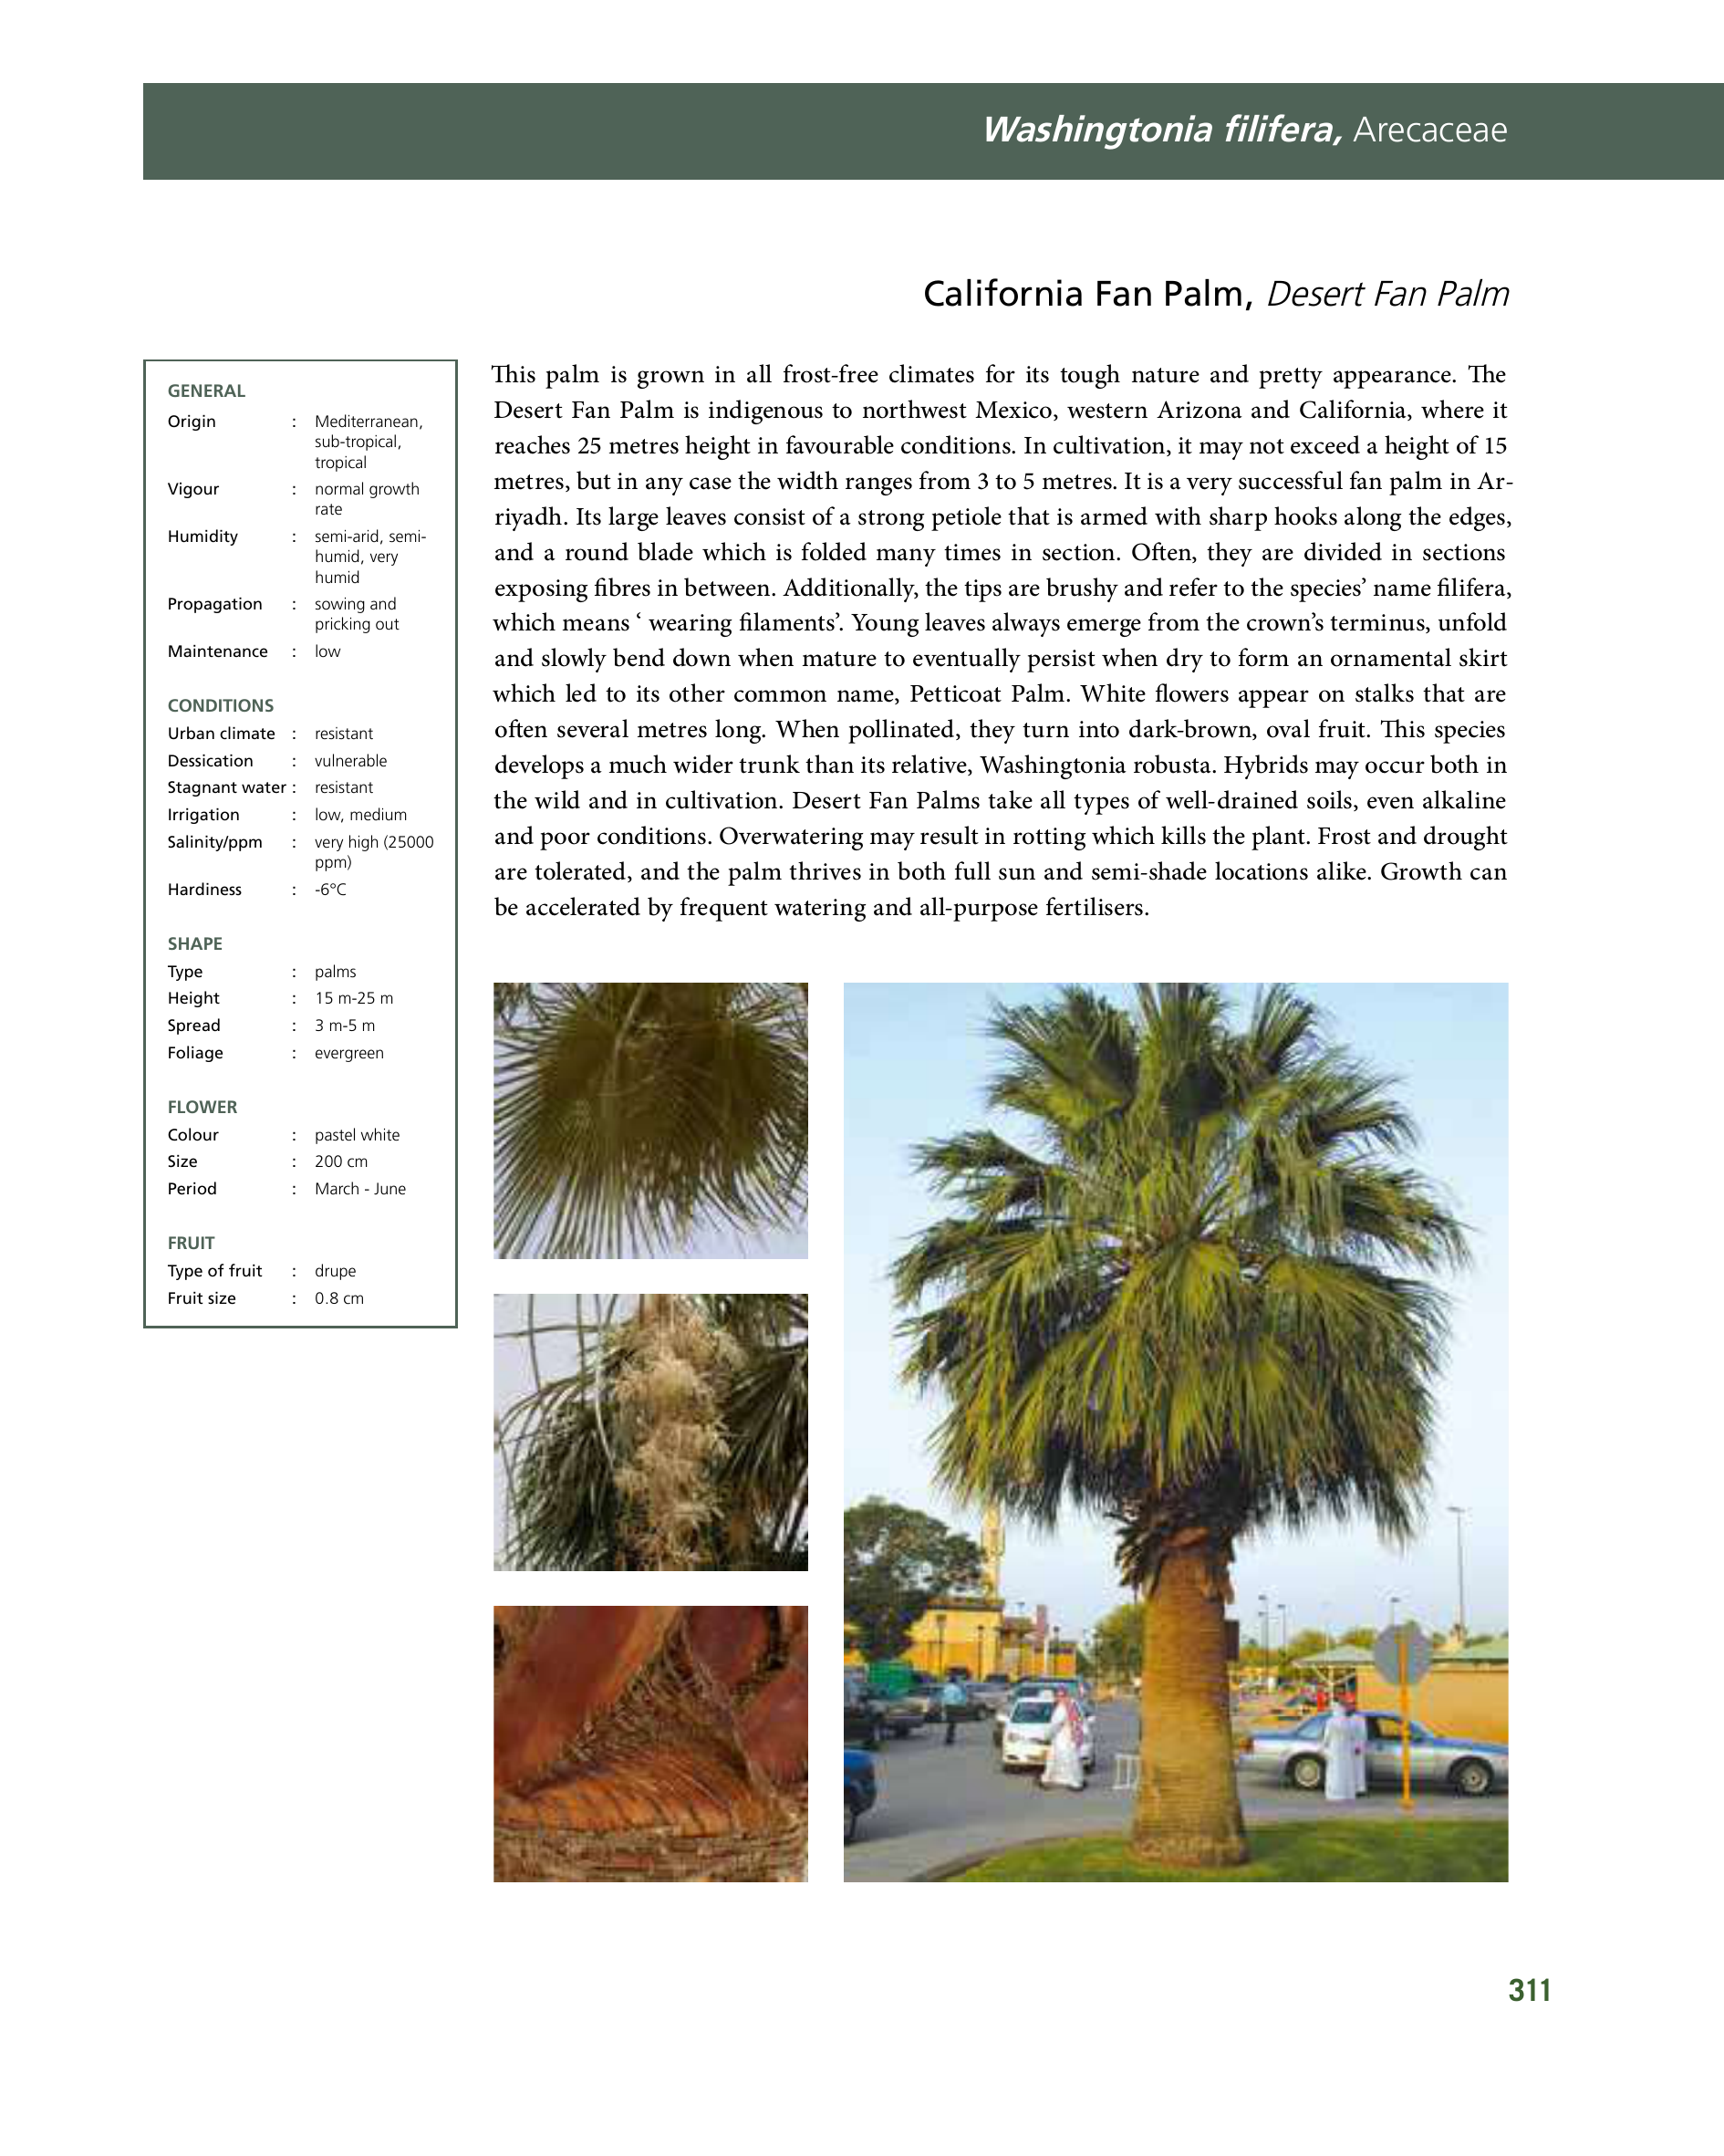 Washingtonia filifera, Arecaceae
California Fan Palm, Desert Fan Palm
GENERAL
Origin : Mediterranean,
sub-tropical,
tropical
Vigour : normal growth
rate
Humidity : semi-arid, semi-
humid, very
humid
Propagation : sowing and
pricking out
Maintenance : low
CONDITIONS
Urban climate : resistant
Dessication : vulnerable
Stagnant water : resistant
Irrigation : low, medium
Salinity/ppm : very high (25000
ppm)
Hardiness : -6°C
SHAPE
Type : palms
Height : 15 m-25 m
Spread : 3 m-5 m
Foliage : evergreen
FLOWER
Colour : pastel white
Size : 200 cm
Period : March - June
FRUIT
Type of fruit : drupe
Fruit size : 0.8 cm
This palm is grown in all frost-free climates for its tough nature and pretty appearance. The
Desert Fan Palm is indigenous to northwest Mexico, western Arizona and California, where it
reaches 25 metres height in favourable conditions. In cultivation, it may not exceed a height of 15
metres, but in any case the width ranges from 3 to 5 metres. It is a very successful fan palm in Ar-
riyadh. Its large leaves consist of a strong petiole that is armed with sharp hooks along the edges,
and a round blade which is folded many times in section. Often, they are divided in sections
exposing fibres in between. Additionally, the tips are brushy and refer to the species’ name filifera,
which means ‘ wearing filaments’. Young leaves always emerge from the crown’s terminus, unfold
and slowly bend down when mature to eventually persist when dry to form an ornamental skirt
which led to its other common name, Petticoat Palm. White flowers appear on stalks that are
often several metres long. When pollinated, they turn into dark-brown, oval fruit. This species
develops a much wider trunk than its relative, Washingtonia robusta. Hybrids may occur both in
the wild and in cultivation. Desert Fan Palms take all types of well-drained soils, even alkaline
and poor conditions. Overwatering may result in rotting which kills the plant. Frost and drought
are tolerated, and the palm thrives in both full sun and semi-shade locations alike. Growth can
be accelerated by frequent watering and all-purpose fertilisers.
311